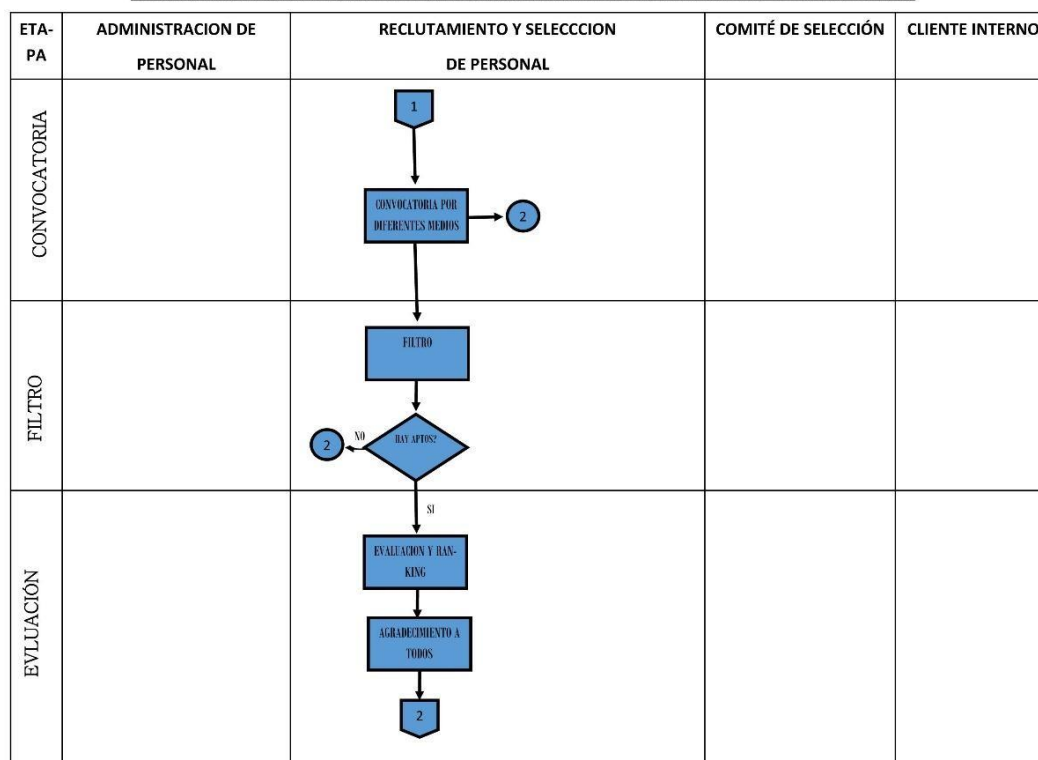 ETA-
PA
ADMINISTRACION DE
PERSONAL
RECLUTAMIENTO Y SELECCCION
DE PERSONAL
COMITÉ DE SELECCIÓN
CLIENTE INTERNO
CONVOCATORIA
1
CONVOCATORIA POR
DIFERENTES MEDIOS
2
FILTRO
FILTRO
HAY APTOS?
NO
2
SI
EVLUACIÓN
EVALUACION Y RAN-
KING
AGRADECIMIENTO A
TODOS
2